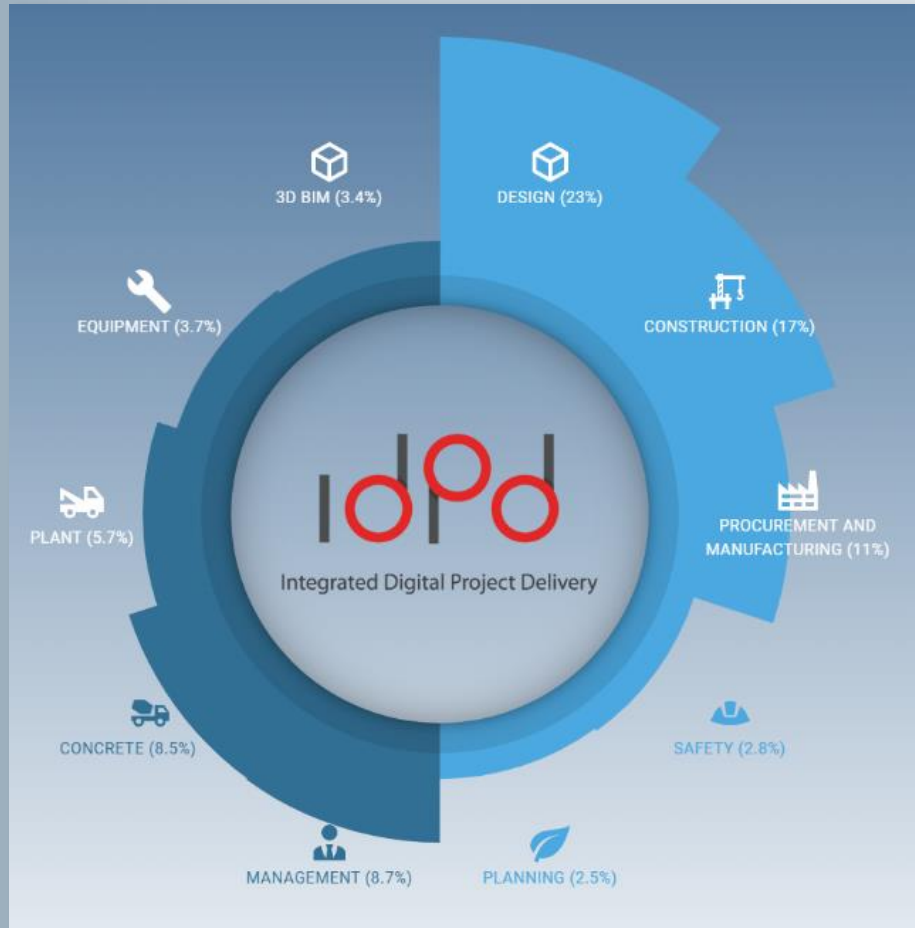 3D BIM (3.4%)
DESIGN (23%)
EQUIPMENT (3.7%)
CONSTRUCTION (17%)
idpd
Integrated Digital Project Delivery
PLANT (5.7%)
PROCUREMENT AND
MANUFACTURING (11%)
CONCRETE (8.5%)
SAFETY (2.8%)
MANAGEMENT (8.7%)
PLANNING (2.5%)